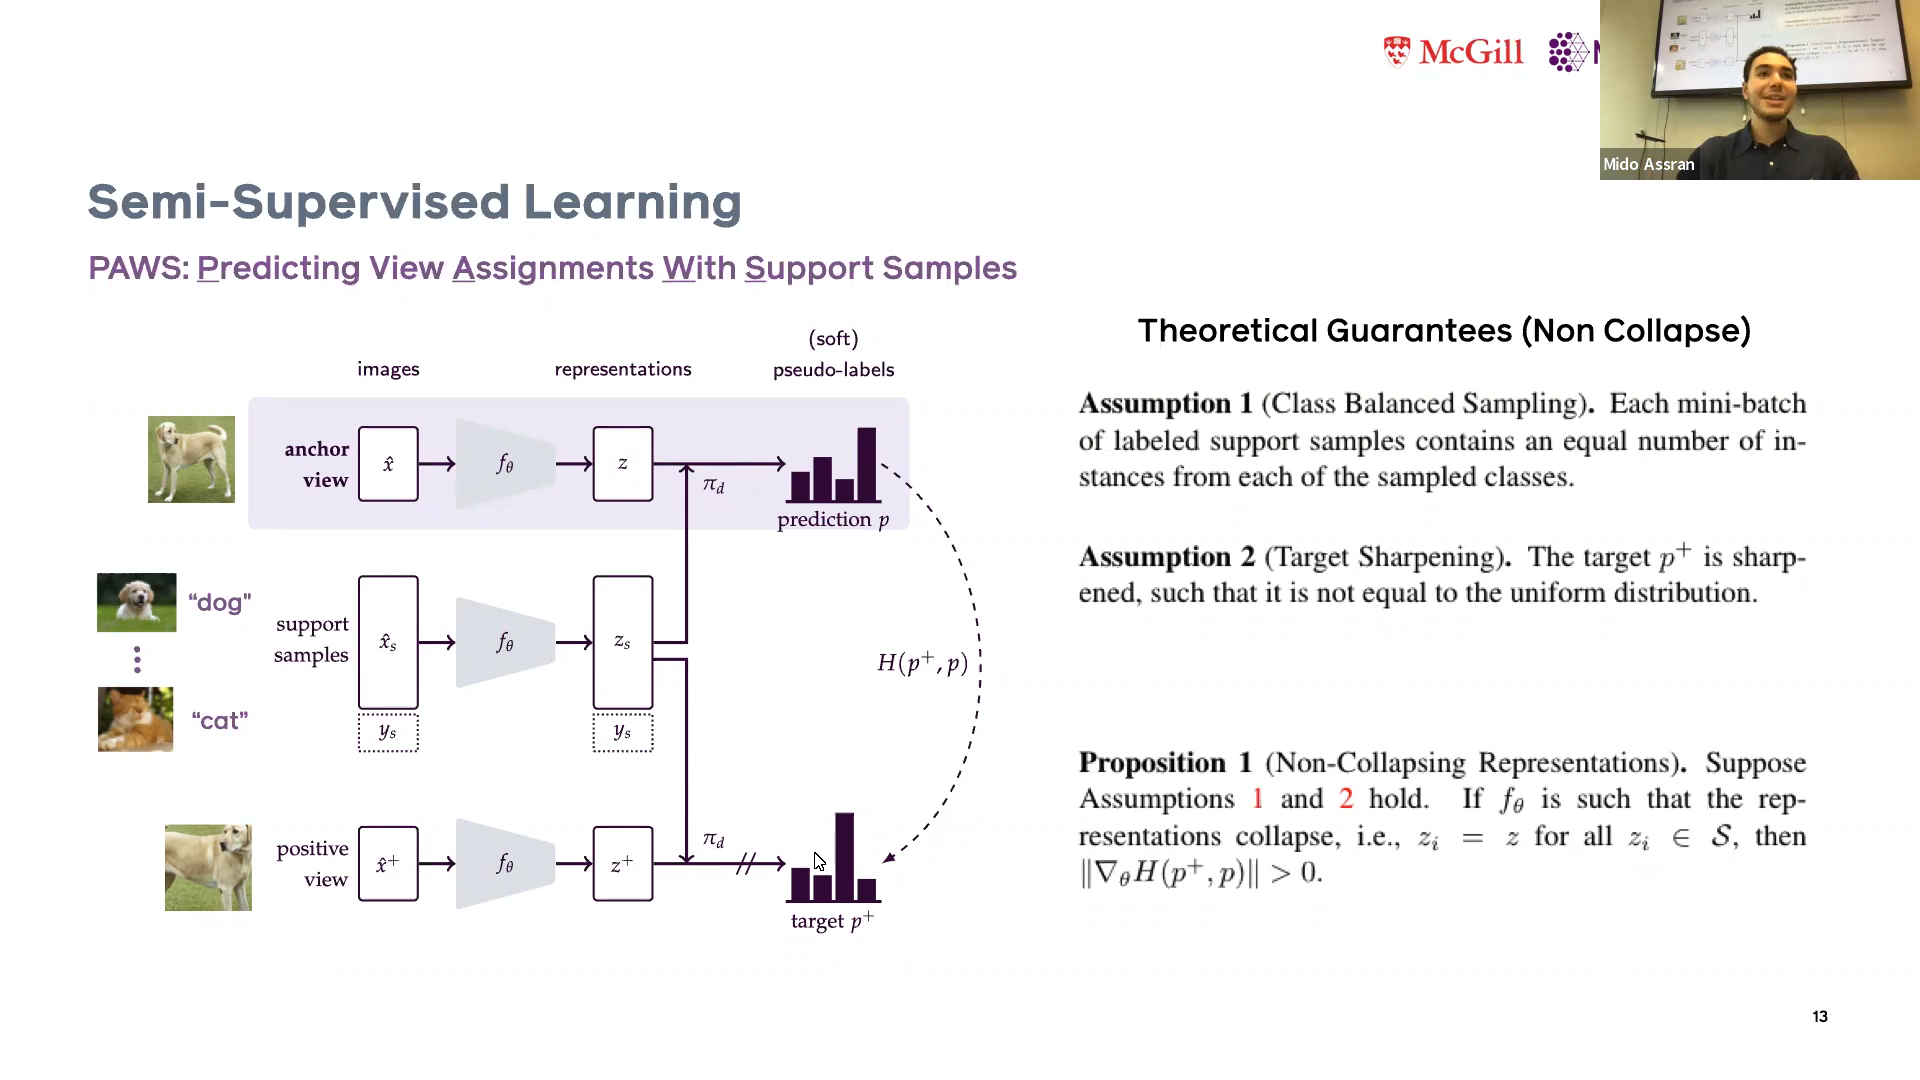 McGill
Mido Assran
Semi-Supervised Learning
PAWS: Predicting View Assignments With Support Samples
Theoretical Guarantees (Non Collapse)
(soft)
images representations pseudo-labels
anchor
view
x̂ f_θ z π_d
prediction p
"dog"
"cat"
support
samples
x̂_s f_θ z_s
y_s y_s
H(p⁺, p)
positive
view
x̂⁺ f_θ z⁺ π_d
target p⁺
Assumption 1 (Class Balanced Sampling). Each mini-batch
of labeled support samples contains an equal number of in-
stances from each of the sampled classes.
Assumption 2 (Target Sharpening). The target p⁺ is sharp-
ened, such that it is not equal to the uniform distribution.
Proposition 1 (Non-Collapsing Representations). Suppose
Assumptions 1 and 2 hold. If f_θ is such that the rep-
resentations collapse, i.e., z_i = z for all z_i ∈ S, then
‖∇_θ H(p⁺, p)‖ > 0.
13